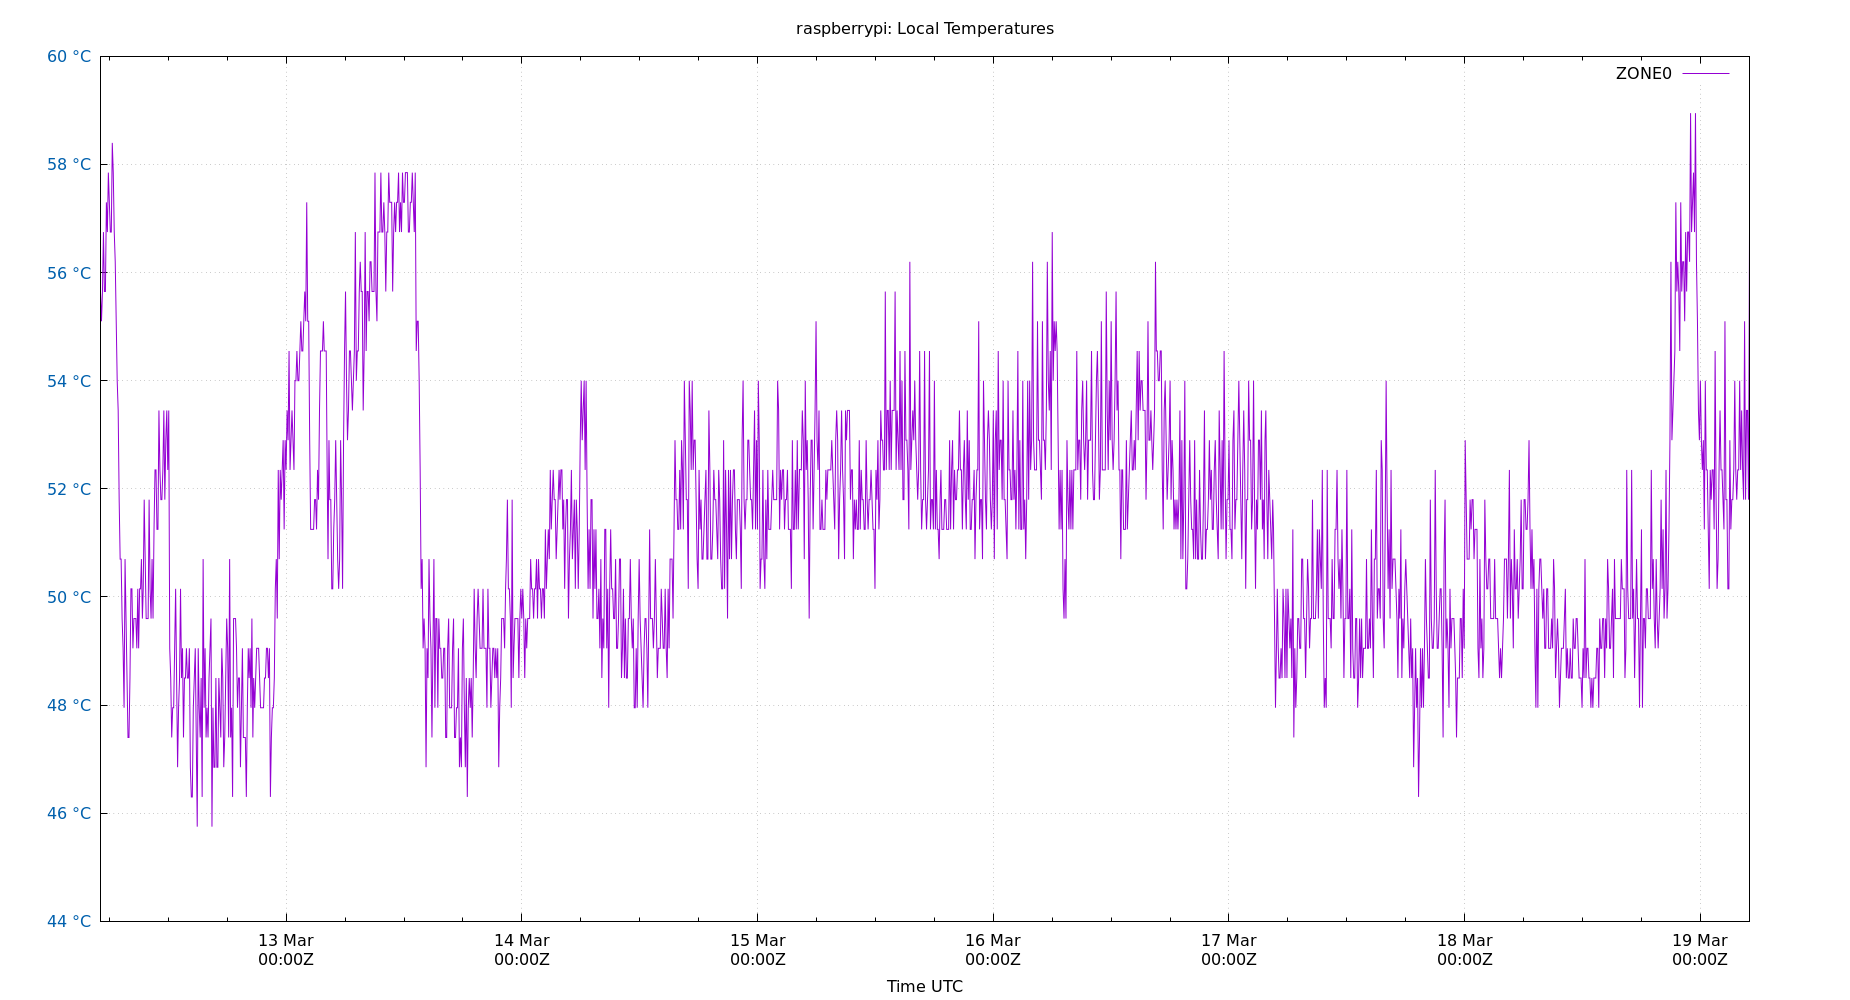 raspberrypi: Local Temperatures
60 °C
ZONE0
58 °C
56 °C
54 °C
52 °C
50 °C
48 °C
46 °C
44 °C
13 Mar 14 Mar 15 Mar 16 Mar 17 Mar 18 Mar 19 Mar
00:00Z 00:00Z 00:00Z 00:00Z 00:00Z 00:00Z 00:00Z
Time UTC